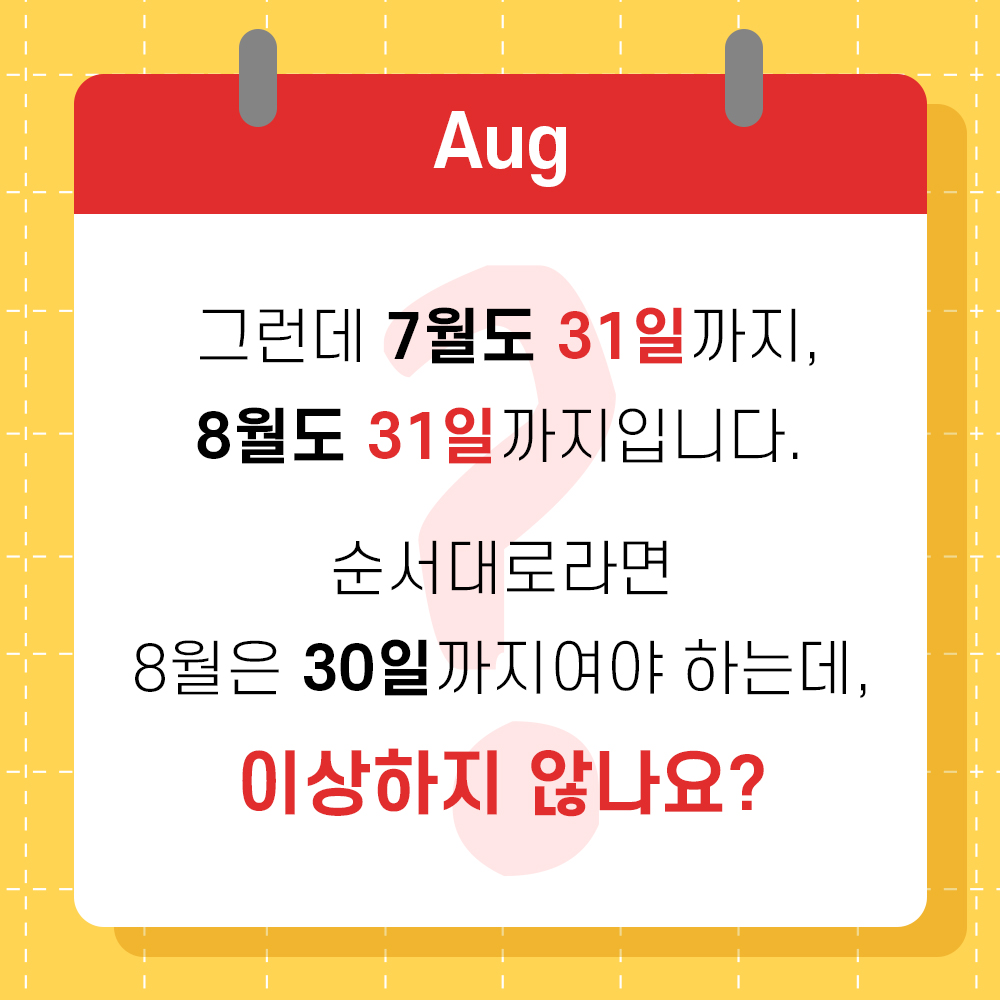 Aug
그런데 7월도 31일까지,
8월도 31일까지입니다.
순서대로라면
8월은 30일까지여야 하는데,
이상하지 않나요?